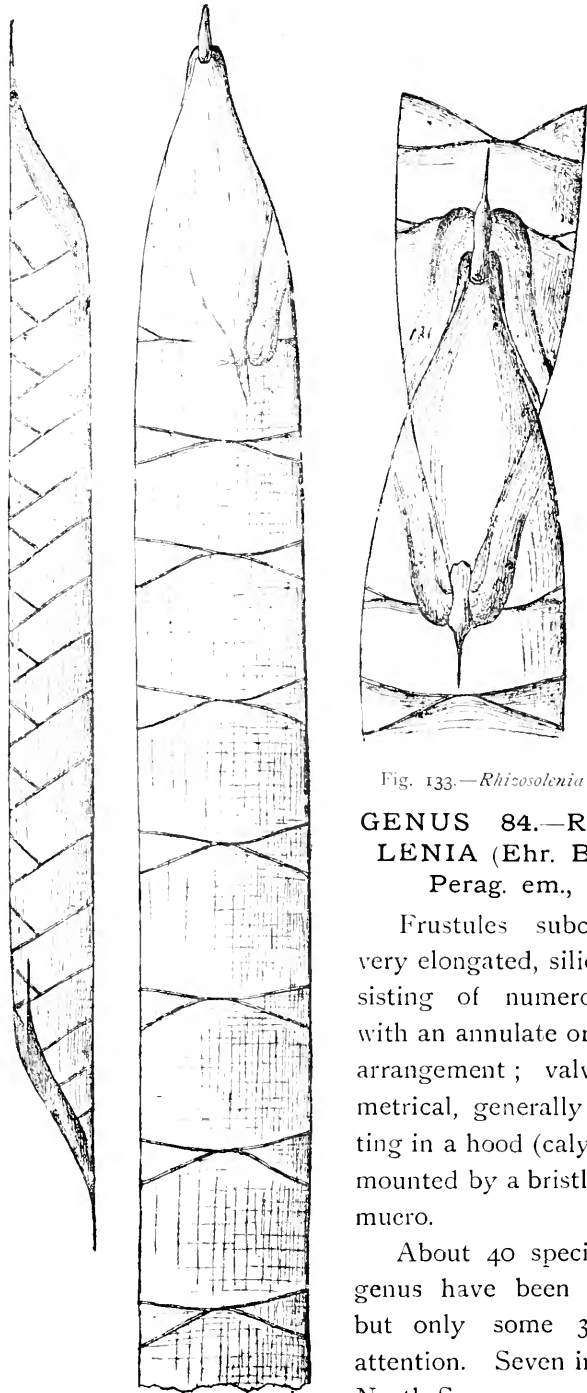 Fig. 133.—Rhizosolenia
GENUS 84.—R
LENIA (Ehr. B
Perag. em.,
Frustules subc
very elongated, silic
sisting of numero
with an annulate or
arrangement ; valv
metrical, generally
ting in a hood (caly
mounted by a bristl
mucro.
About 40 speci
genus have been
but only some 3
attention. Seven in